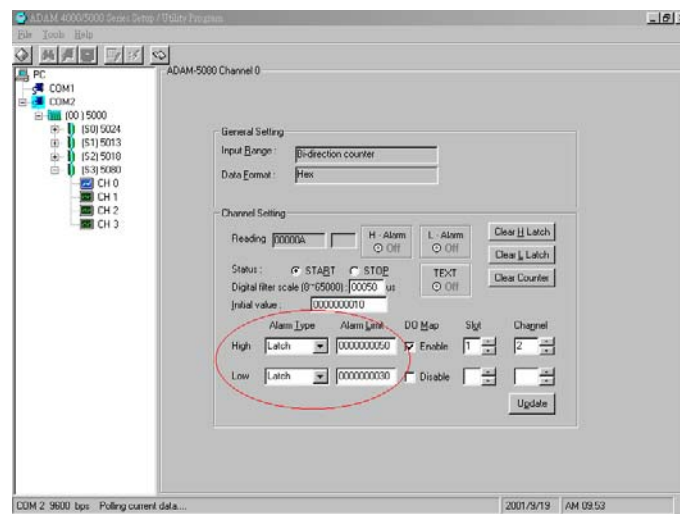 ADAM 4000/5000 Series Setup / Utility Program
File Tools Help
PC
COM1
COM2
(00 ) 5000
(S0) 5024
(S1) 5013
(S2) 5018
(S3) 5080
CH 0
CH 1
CH 2
CH 3
ADAM-5080 Channel 0
General Setting
Input Range : Bi-direction counter
Data Format : Hex
Channel Setting
Reading 00000A H - Alarm Off L - Alarm Off Clear H Latch
Clear L Latch
Status : START STOP TEXT Off Clear Counter
Digital filter scale (8~65000) : 00050 us
Initial value : 0000000010
Alarm Type Alarm Limit DO Map Slot Channel
High Latch 0000000050 Enable 1 2
Low Latch 0000000030 Disable
Update
COM 2 9600 bps Polling current data.... 2001/9/19 AM 09:53